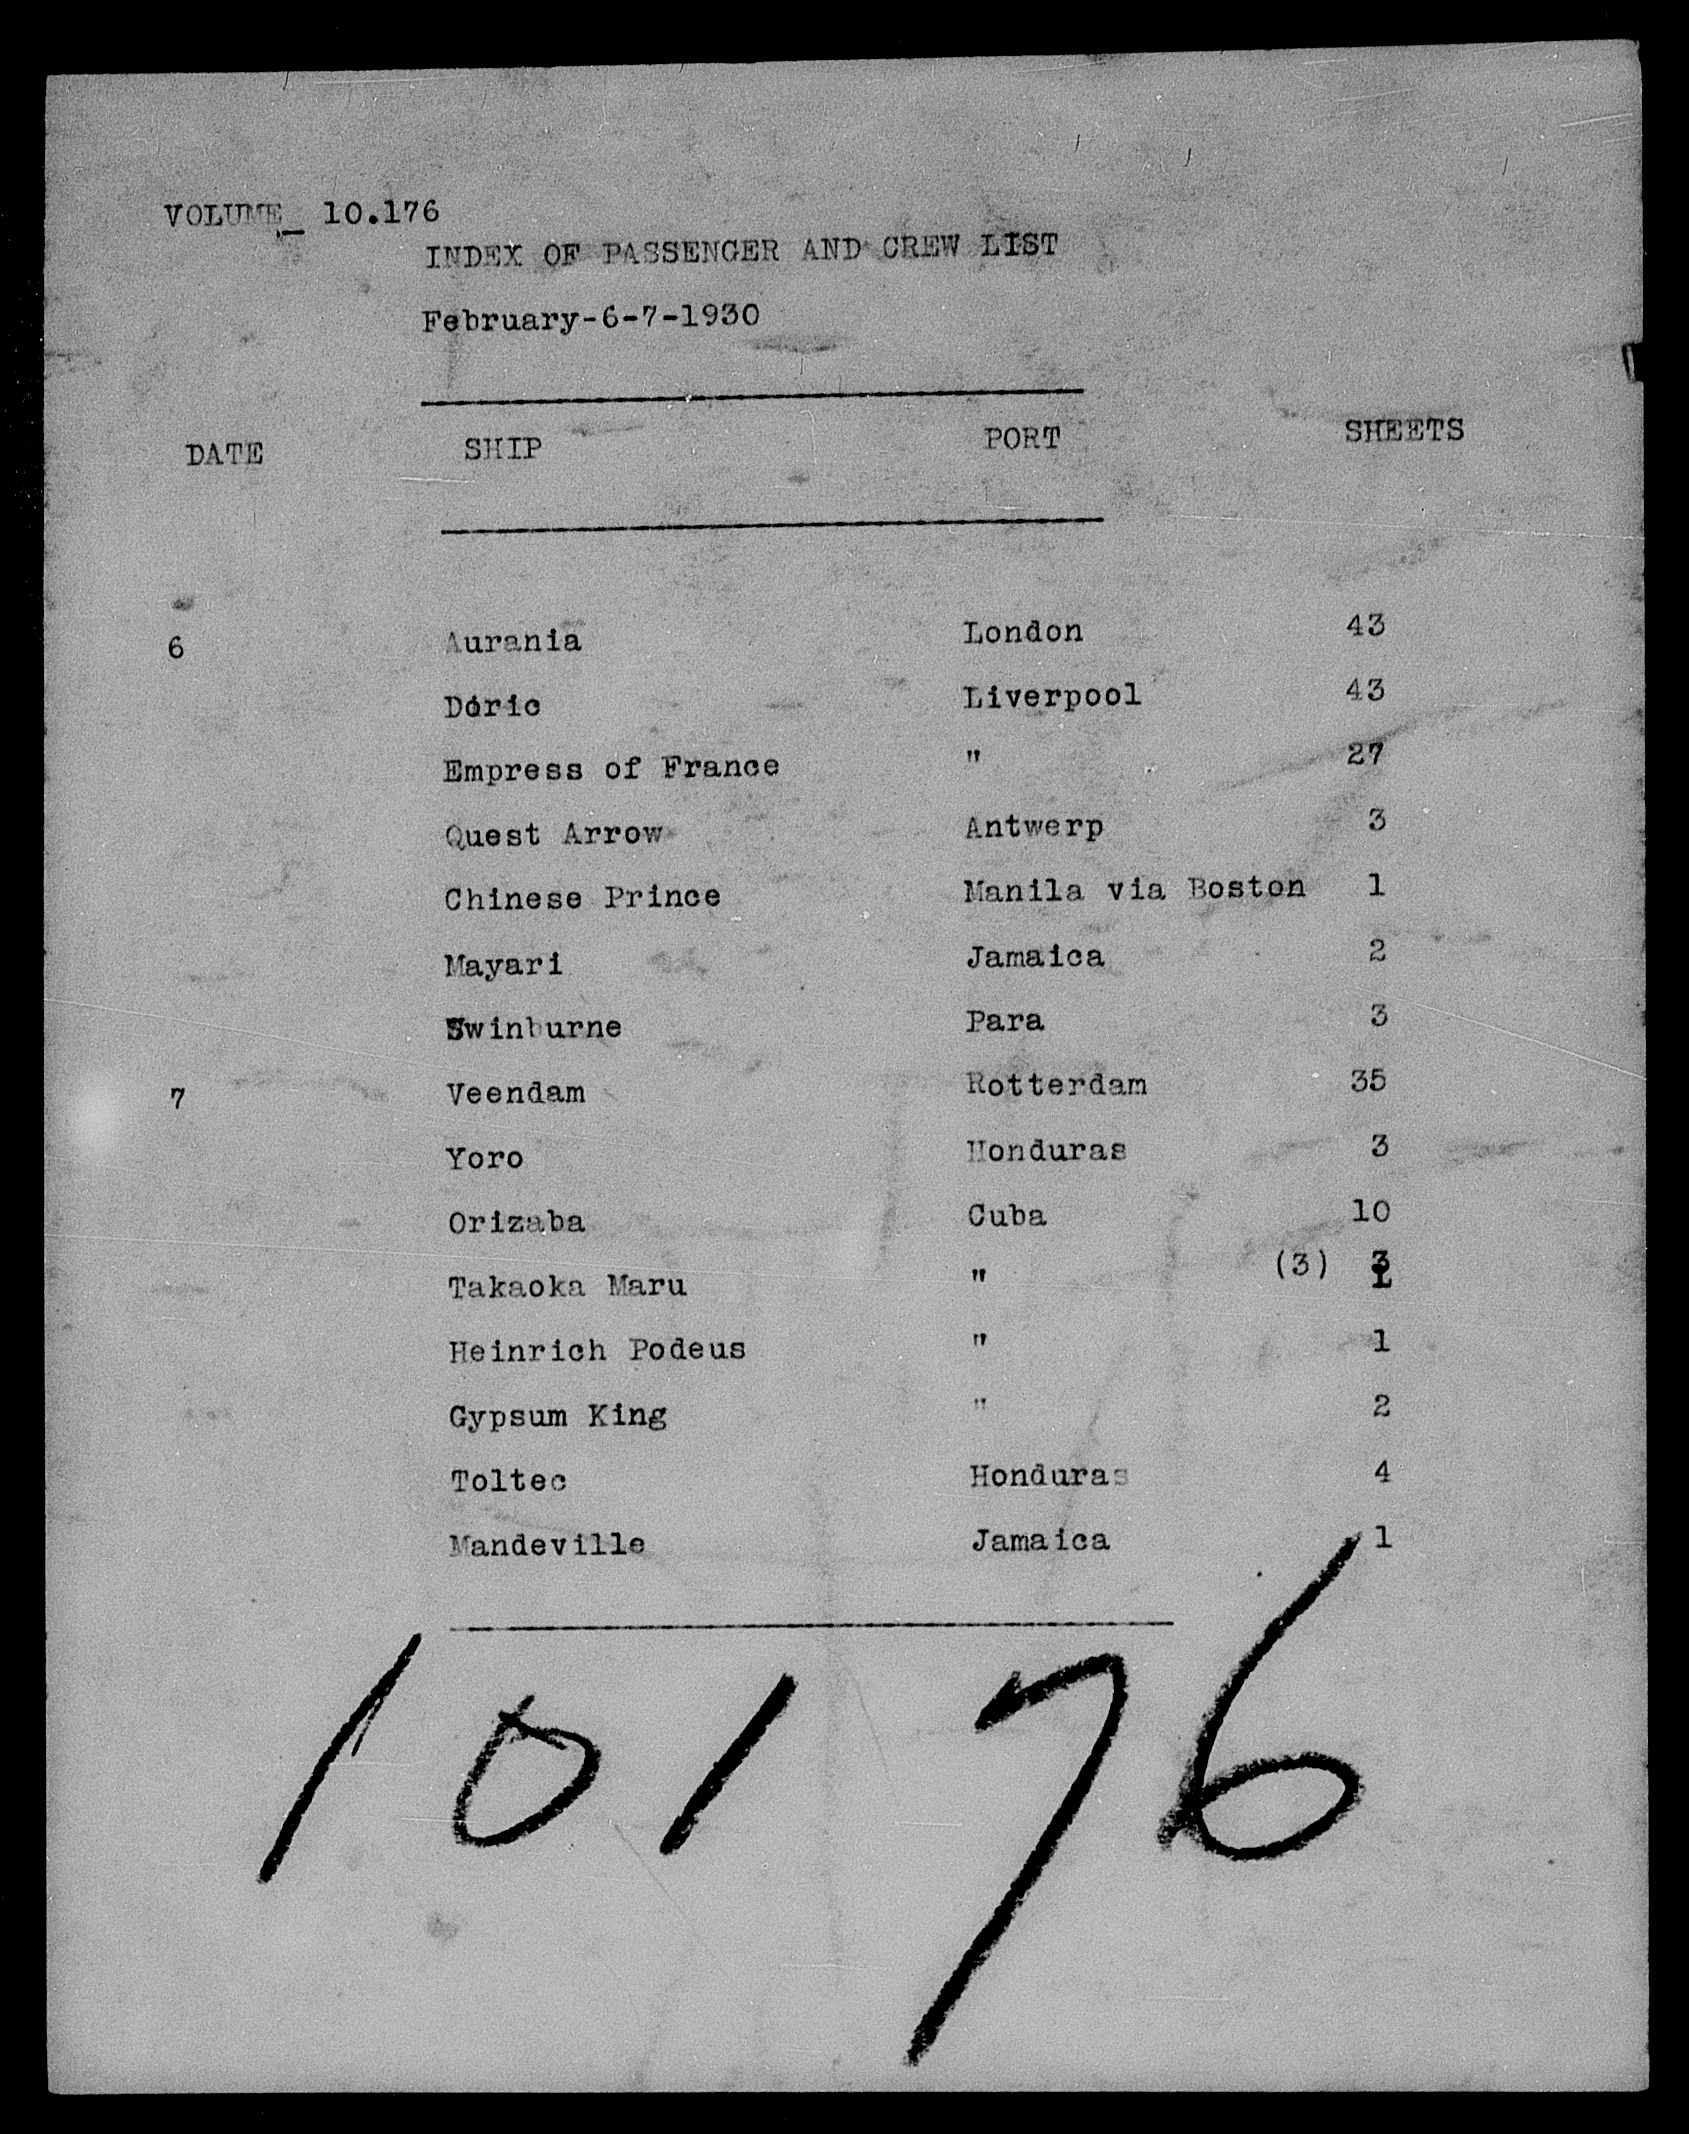 VOLUME_ 10.176
INDEX OF PASSENGER AND CREW LIST
February-6-7-1930
DATE SHIP PORT SHEETS
6 Aurania London 43
Doric Liverpool 43
Empress of France " 27
Quest Arrow Antwerp 3
Chinese Prince Manila via Boston 1
Mayari Jamaica 2
Swinburne Para 3
7 Veendam Rotterdam 35
Yoro Honduras 3
Orizaba Cuba 10
Takaoka Maru " (3) 3
Heinrich Podeus " 1
Gypsum King " 2
Toltec Honduras 4
Mandeville Jamaica 1
10176